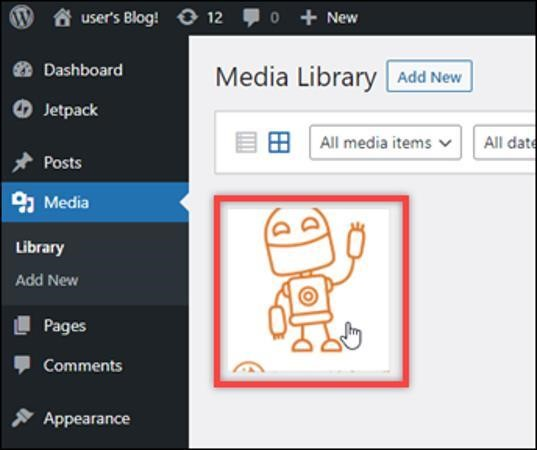 user's Blog! 12 0 New
Dashboard
Jetpack
Posts
Media
Library
Add New
Pages
Comments
Appearance
Media Library Add New
All media items All date